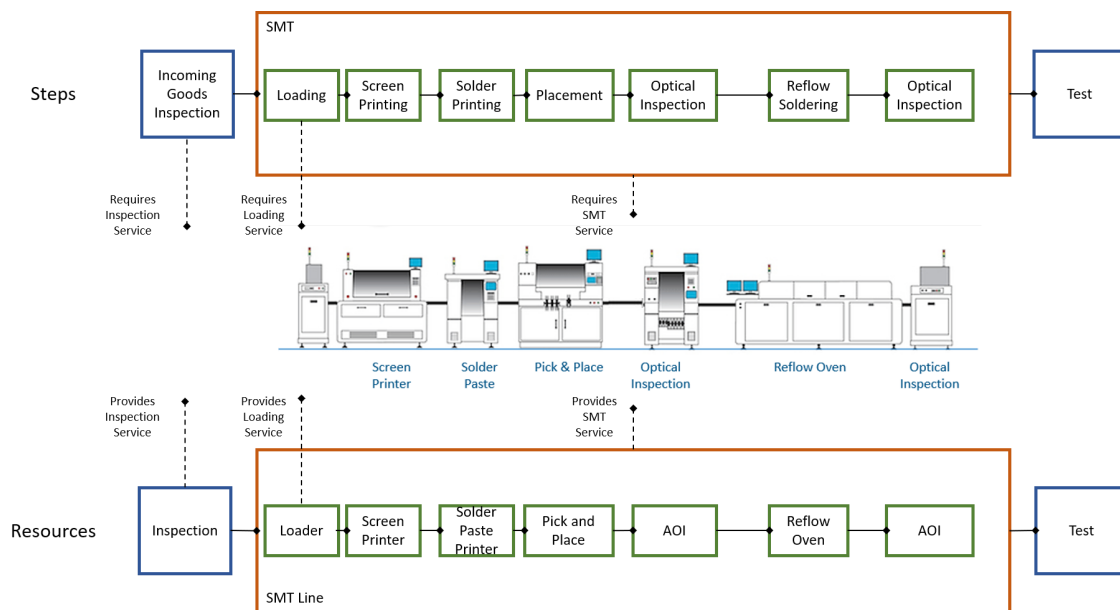 SMT
Steps
Incoming
Goods
Inspection
Loading
Screen
Printing
Solder
Printing
Placement
Optical
Inspection
Reflow
Soldering
Optical
Inspection
Test
Requires
Inspection
Service
Requires
Loading
Service
Requires
SMT
Service
Screen
Printer
Solder
Paste
Pick & Place
Optical
Inspection
Reflow Oven
Optical
Inspection
Provides
Inspection
Service
Provides
Loading
Service
Provides
SMT
Service
Resources
Inspection
Loader
Screen
Printer
Solder
Paste
Printer
Pick and
Place
AOI
Reflow
Oven
AOI
Test
SMT Line